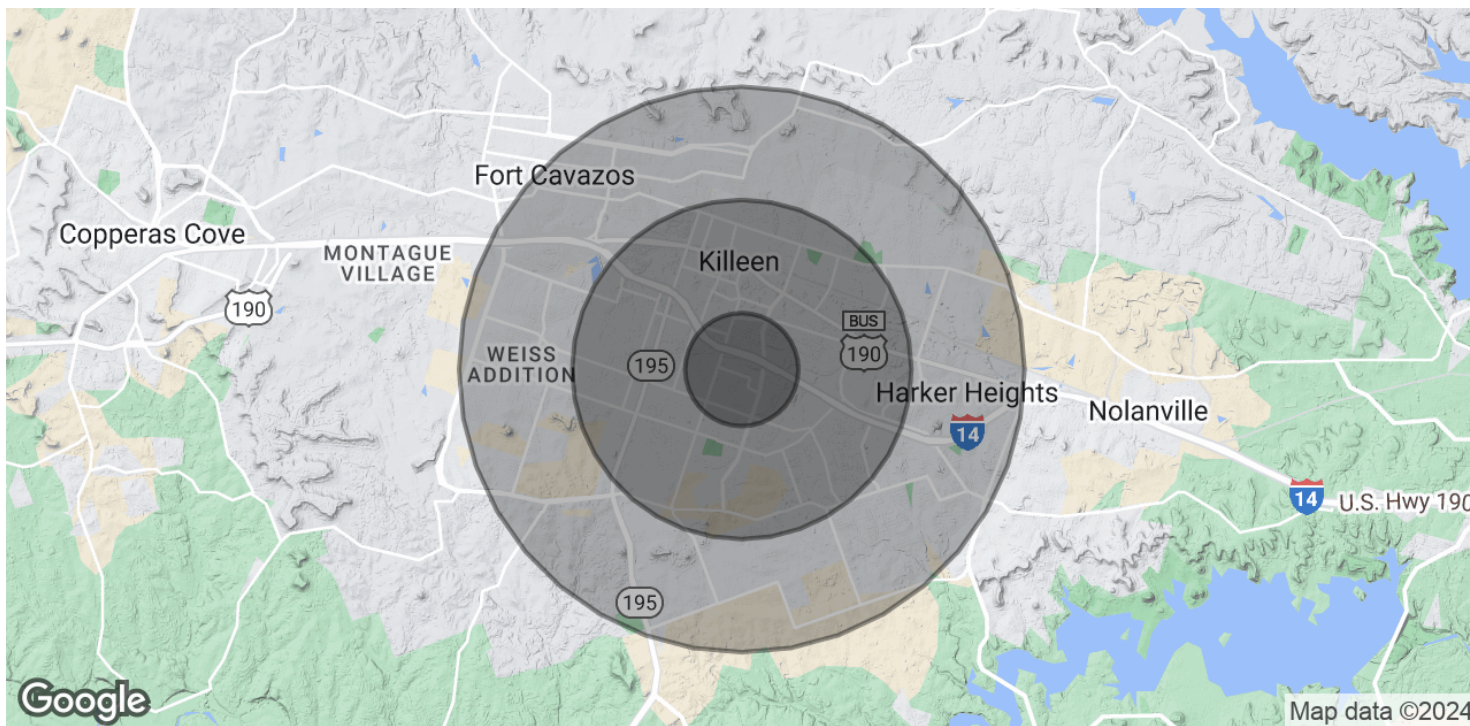 Fort Cavazos
Copperas Cove
MONTAGUE
VILLAGE
Killeen
190
BUS
190
WEISS
ADDITION
195
Harker Heights
Nolanville
14
14
U.S. Hwy 190
195
Google
Map data ©2024